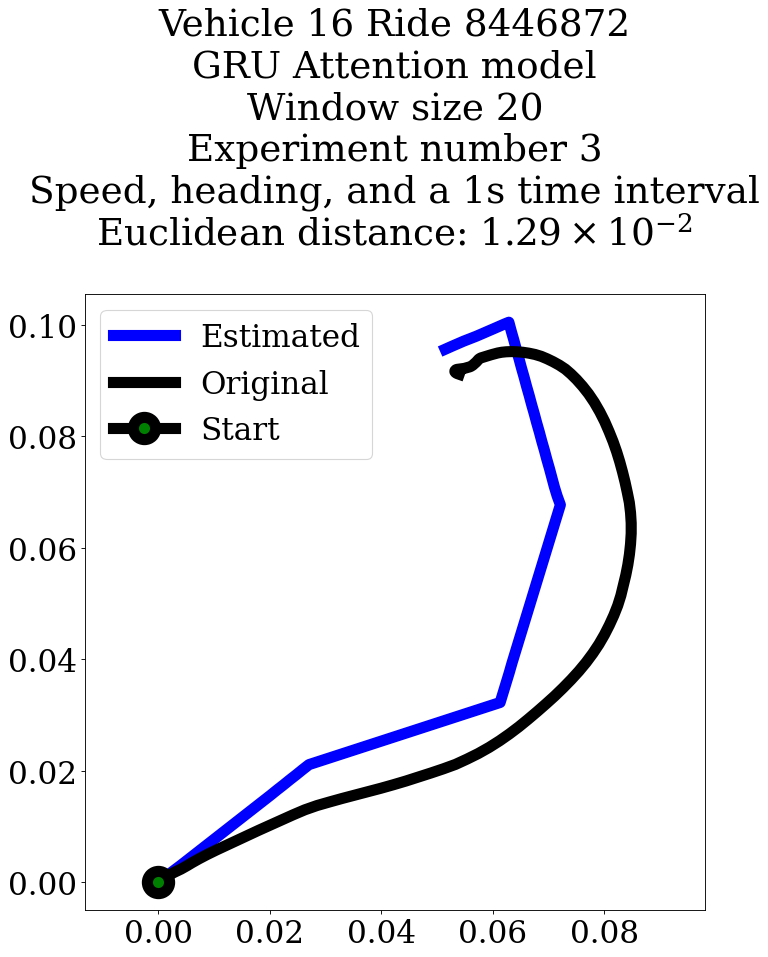 Vehicle 16 Ride 8446872
GRU Attention model
Window size 20
Experiment number 3
Speed, heading, and a 1s time interval
Euclidean distance: 1.29 × 10⁻²
Estimated
Original
Start
0.10
0.08
0.06
0.04
0.02
0.00
0.00 0.02 0.04 0.06 0.08